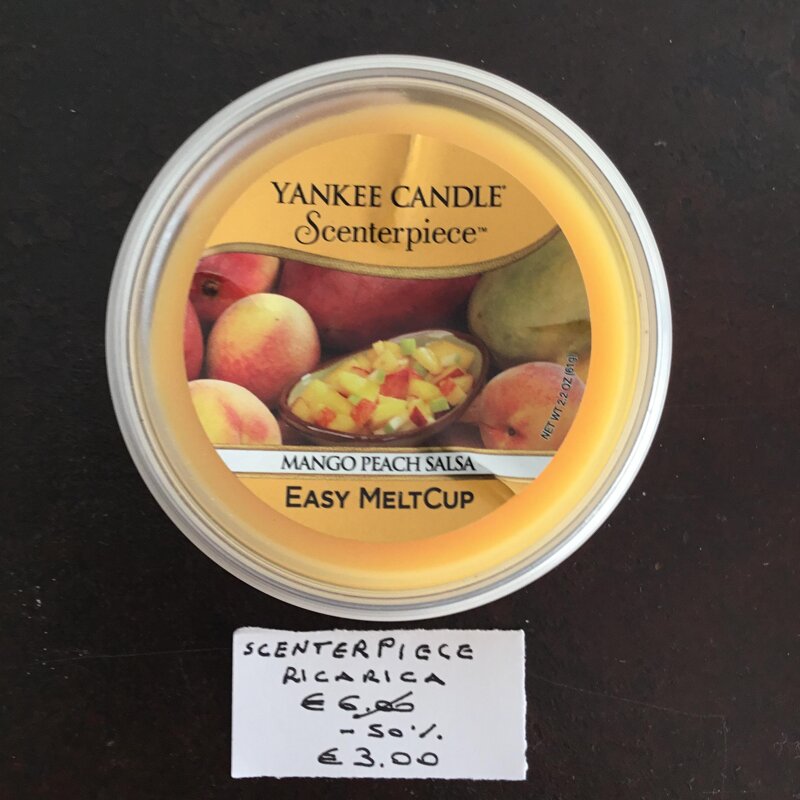 YANKEE CANDLE®
Scenterpiece™
NET WT 2.2 OZ (61g)
MANGO PEACH SALSA
EASY MELTCUP
SCENTERPIECE
RICARICA
€ 6.00
- 50%
€ 3.00